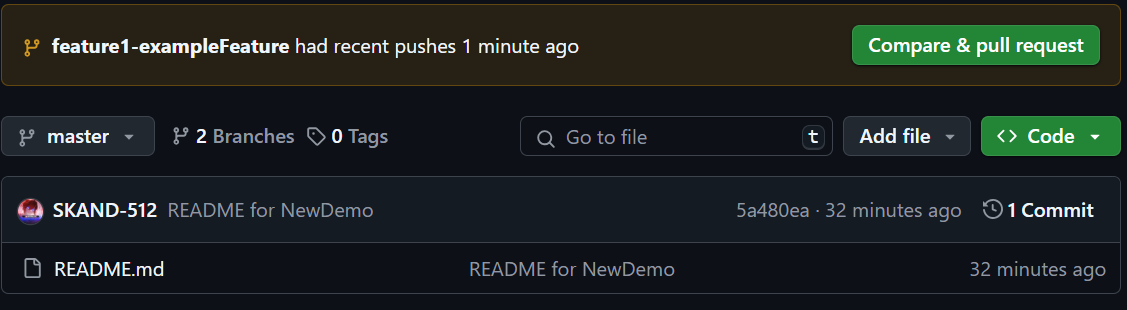 feature1-exampleFeature had recent pushes 1 minute ago Compare & pull request
master 2 Branches 0 Tags Go to file t Add file <> Code
SKAND-512 README for NewDemo 5a480ea · 32 minutes ago 1 Commit
README.md README for NewDemo 32 minutes ago